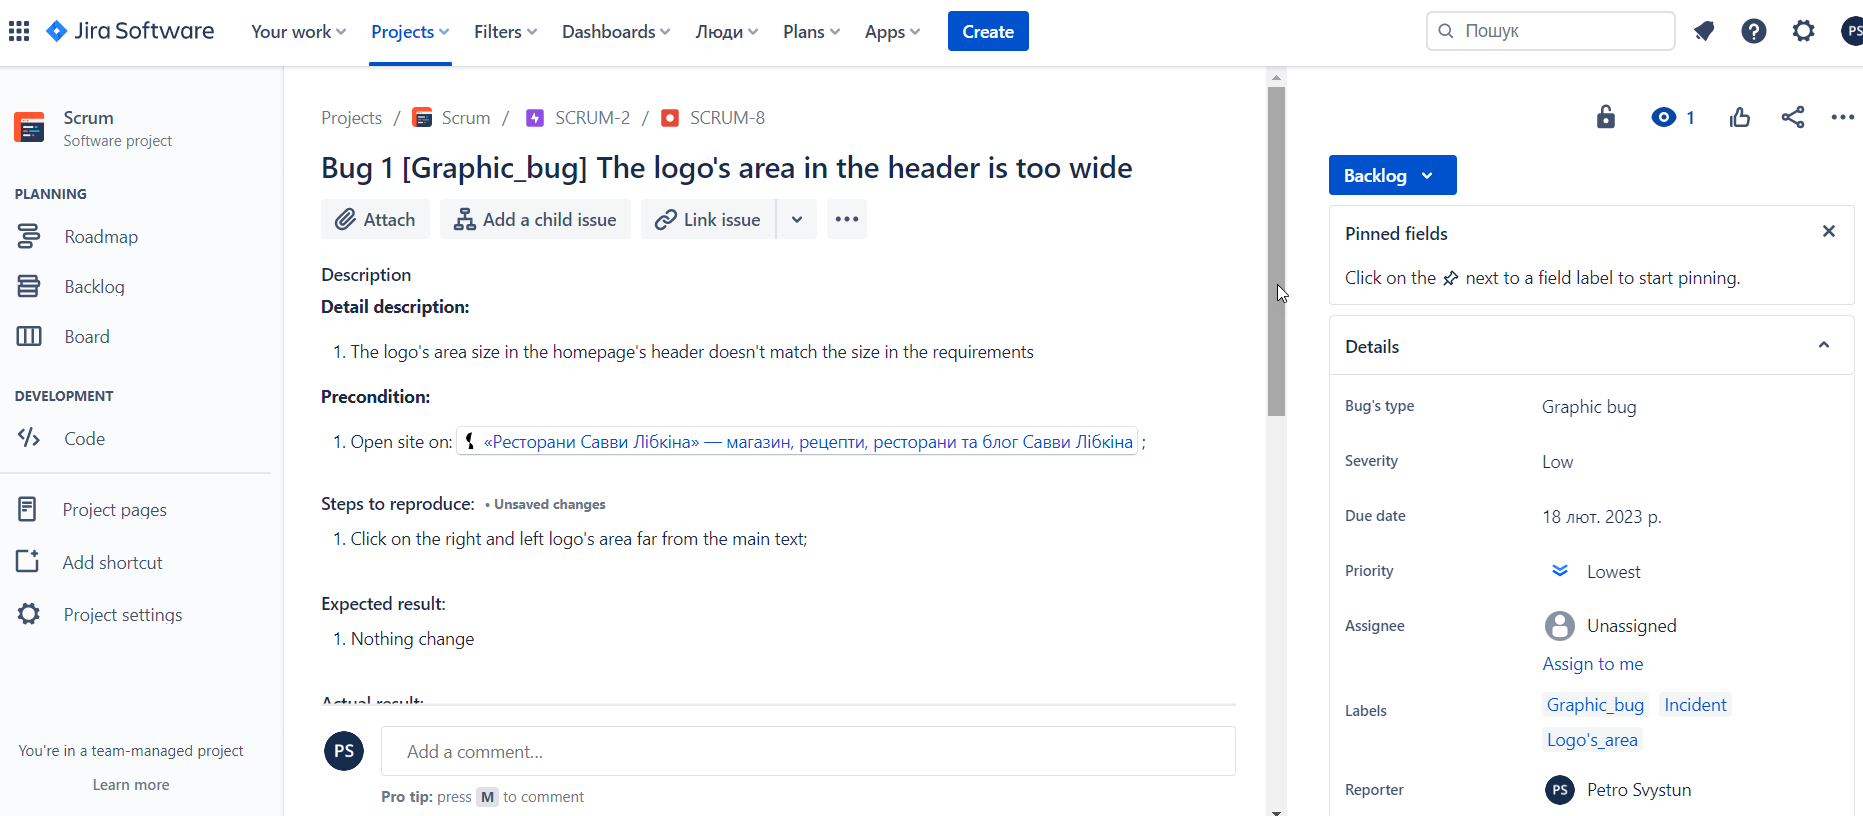 Jira Software
Your work
Projects
Filters
Dashboards
Люди
Plans
Apps
Create
Пошук
PS
Scrum
Software project
PLANNING
Roadmap
Backlog
Board
DEVELOPMENT
Code
Project pages
Add shortcut
Project settings
You're in a team-managed project
Learn more
Projects / Scrum / SCRUM-2 / SCRUM-8
Bug 1 [Graphic_bug] The logo's area in the header is too wide
Attach
Add a child issue
Link issue
Description
Detail description:
1. The logo's area size in the homepage's header doesn't match the size in the requirements
Precondition:
1. Open site on: «Ресторани Савви Лібкіна» — магазин, рецепти, ресторани та блог Савви Лібкіна ;
Steps to reproduce: • Unsaved changes
1. Click on the right and left logo's area far from the main text;
Expected result:
1. Nothing change
Actual result:
PS
Add a comment...
Pro tip: press M to comment
1
Backlog
Pinned fields
Click on the next to a field label to start pinning.
Details
Bug's type Graphic bug
Severity Low
Due date 18 лют. 2023 р.
Priority Lowest
Assignee Unassigned
Assign to me
Labels Graphic_bug Incident
Logo's_area
Reporter PS Petro Svystun